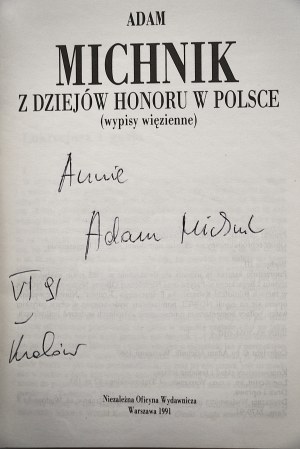 ADAM
MICHNIK
Z DZIEJÓW HONORU W POLSCE
(wypisy więzienne)
Annie
Adam Michnik
VI 91
Kraków
Niezależna Oficyna Wydawnicza
Warszawa 1991